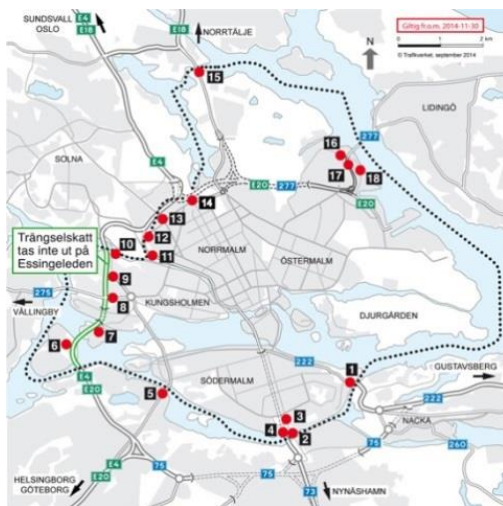 SUNDSVALL
OSLO
E4
E18
E18
NORRTÄLJE
Giltig fr.o.m. 2014-11-30
0
1
2 km
© Trafikverket, september 2014
N
15
LIDINGÖ
SOLNA
E4
16
277
17
18
E20
277
E20
14
13
Trängselskatt
tas inte ut på
Essingeleden
10
12
11
NORRMALM
ÖSTERMALM
9
275
VÄLLINGBY
8
KUNGSHOLMEN
DJURGÅRDEN
7
6
222
1
GUSTAVSBERG
E4
E20
5
SÖDERMALM
222
3
4
2
NACKA
75
260
E4
75
HELSINGBORG
GÖTEBORG
E20
75
73
NYNÄSHAMN